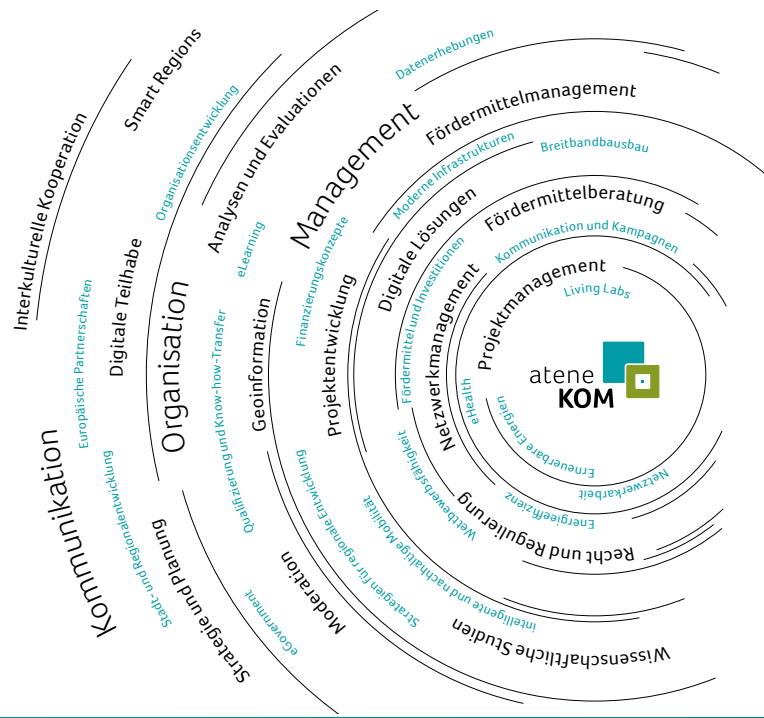 Smart Regions
Interkulturelle Kooperation
Organisationsentwicklung
Analysen und Evaluationen
Datenerhebungen
Management
Fördermittelmanagement
Moderne Infrastrukturen
Breitbandbausbau
Digitale Lösungen
Fördermittelberatung
Kommunikation und Kampagnen
Projektmanagement
Living Labs
eLearning
Finanzierungskonzepte
Digitale Teilhabe
Europäische Partnerschaften
Organisation
Qualifizierung und Know-how-Transfer
Geoinformation
Projektentwicklung
Fördermittel und Investitionen
Netzwerkmanagement
eHealth
atene
KOM
Erneuerbare Energien
Netzwerkarbeit
Energieeffizienz
Recht und Regulierung
Wettbewerbsfähigkeit
Kommunikation
Stadt- und Regionalentwicklung
Strategie und Planung
eGovernment
Moderation
Strategien für regionale Entwicklung
intelligente und nachhaltige Mobilität
Wissenschaftliche Studien